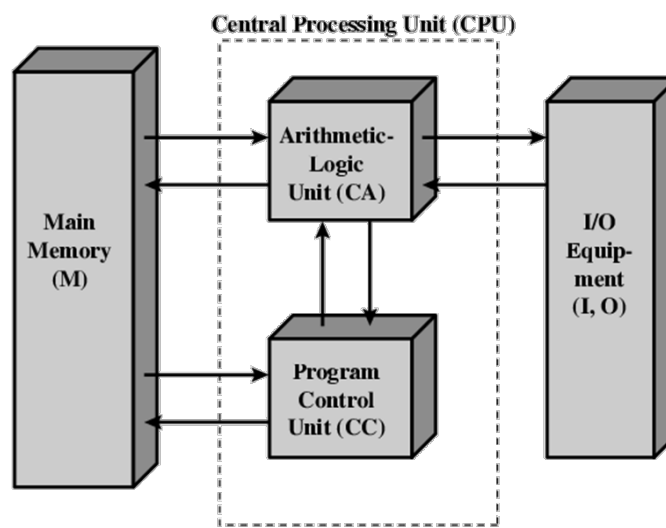 Central Processing Unit (CPU)
Arithmetic-
Logic
Unit (CA)
Main
Memory
(M)
I/O
Equip-
ment
(I, O)
Program
Control
Unit (CC)